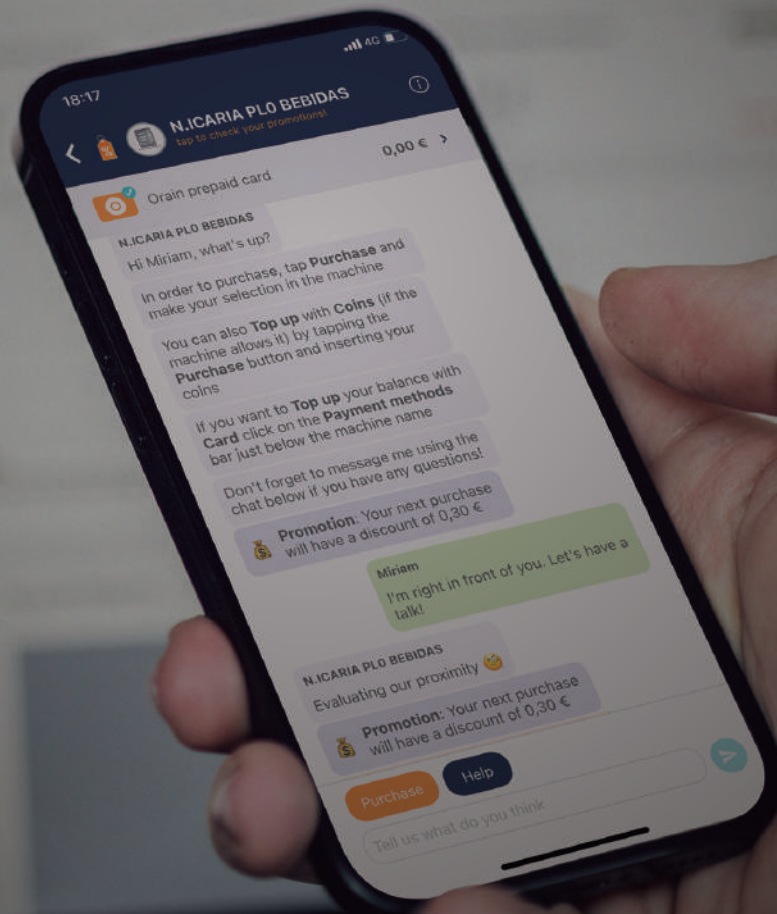 18:17
4G
N.ICARIA PL0 BEBIDAS
tap to check your promotions!
Orain prepaid card
0,00 €
N.ICARIA PL0 BEBIDAS
Hi Miriam, what's up?
In order to purchase, tap Purchase and
make your selection in the machine
You can also Top up with Coins (if the
machine allows it) by tapping the
Purchase button and inserting your
coins
If you want to Top up your balance with
Card click on the Payment methods
bar just below the machine name
Don't forget to message me using the
chat below if you have any questions!
Promotion: Your next purchase
will have a discount of 0,30 €
Miriam
I'm right in front of you. Let's have a
talk!
N.ICARIA PL0 BEBIDAS
Evaluating our proximity
Promotion: Your next purchase
will have a discount of 0,30 €
Purchase
Help
Tell us what do you think